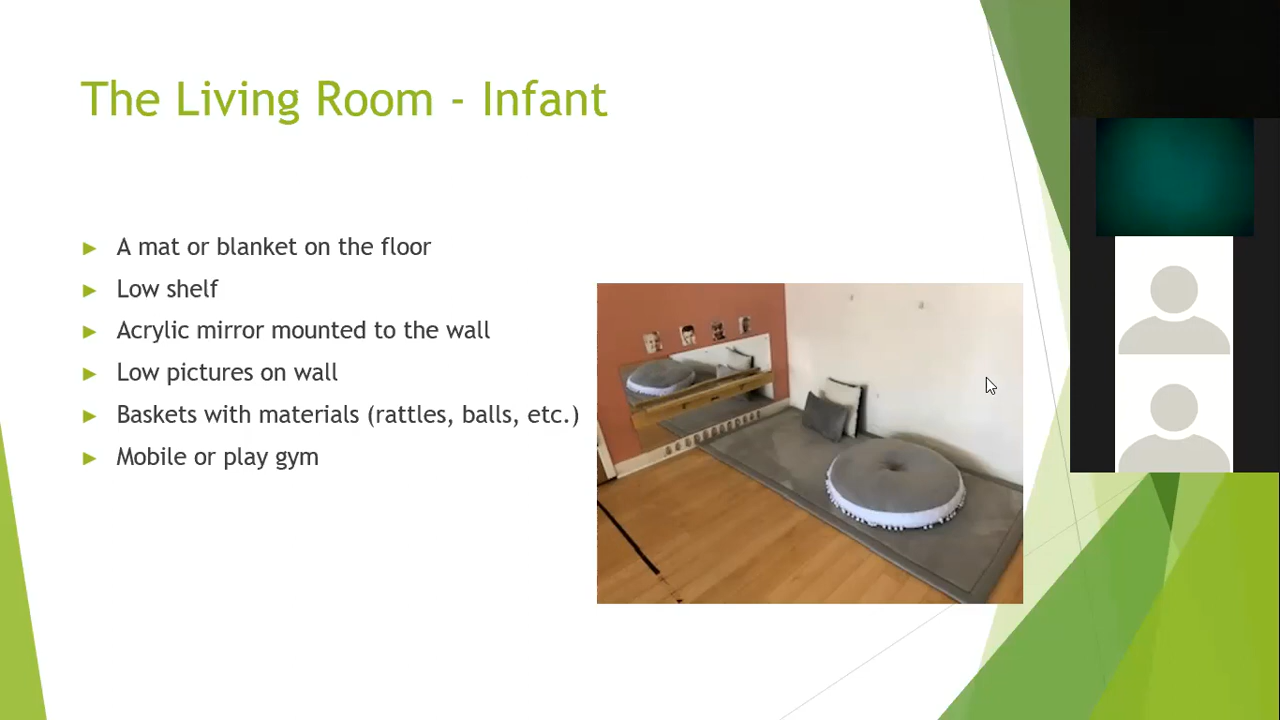 The Living Room - Infant
A mat or blanket on the floor
Low shelf
Acrylic mirror mounted to the wall
Low pictures on wall
Baskets with materials (rattles, balls, etc.)
Mobile or play gym